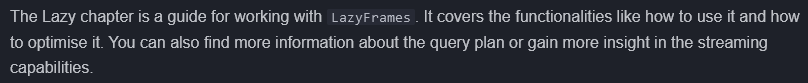 The Lazy chapter is a guide for working with LazyFrames. It covers the functionalities like how to use it and how
to optimise it. You can also find more information about the query plan or gain more insight in the streaming
capabilities.